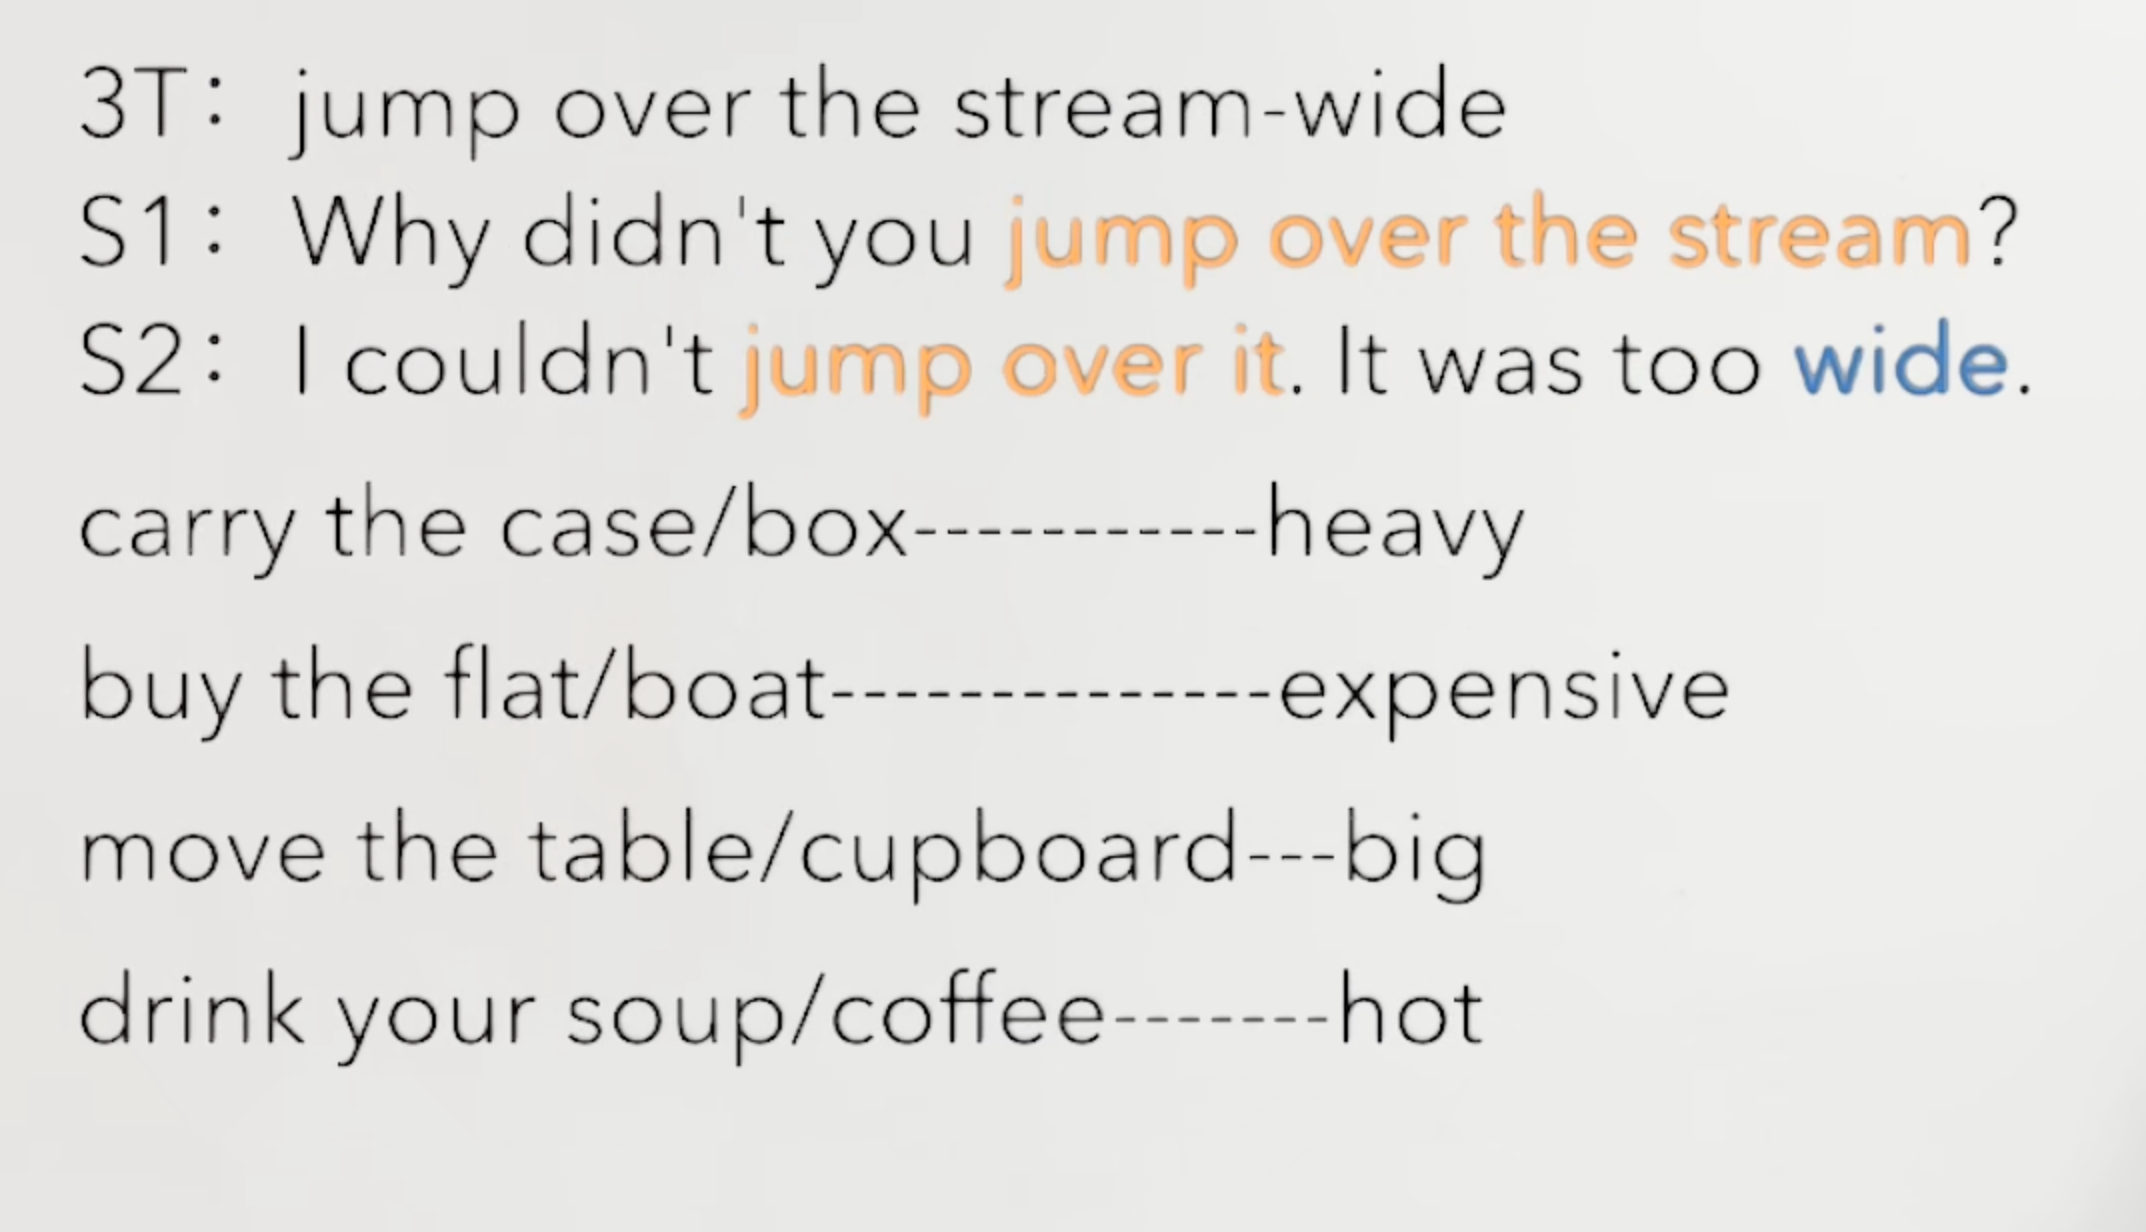 3T: jump over the stream-wide
S1: Why didn't you jump over the stream?
S2: I couldn't jump over it. It was too wide.
carry the case/box-----------heavy
buy the flat/boat--------------expensive
move the table/cupboard---big
drink your soup/coffee-------hot